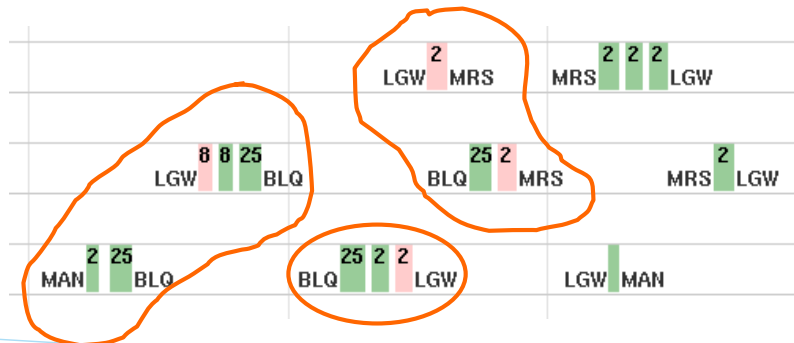 2 2 2 2
LGW MRS MRS LGW
8 8 25 25 2 2
LGW BLQ BLQ MRS MRS LGW
2 25 25 2 2
MAN BLQ BLQ LGW LGW MAN